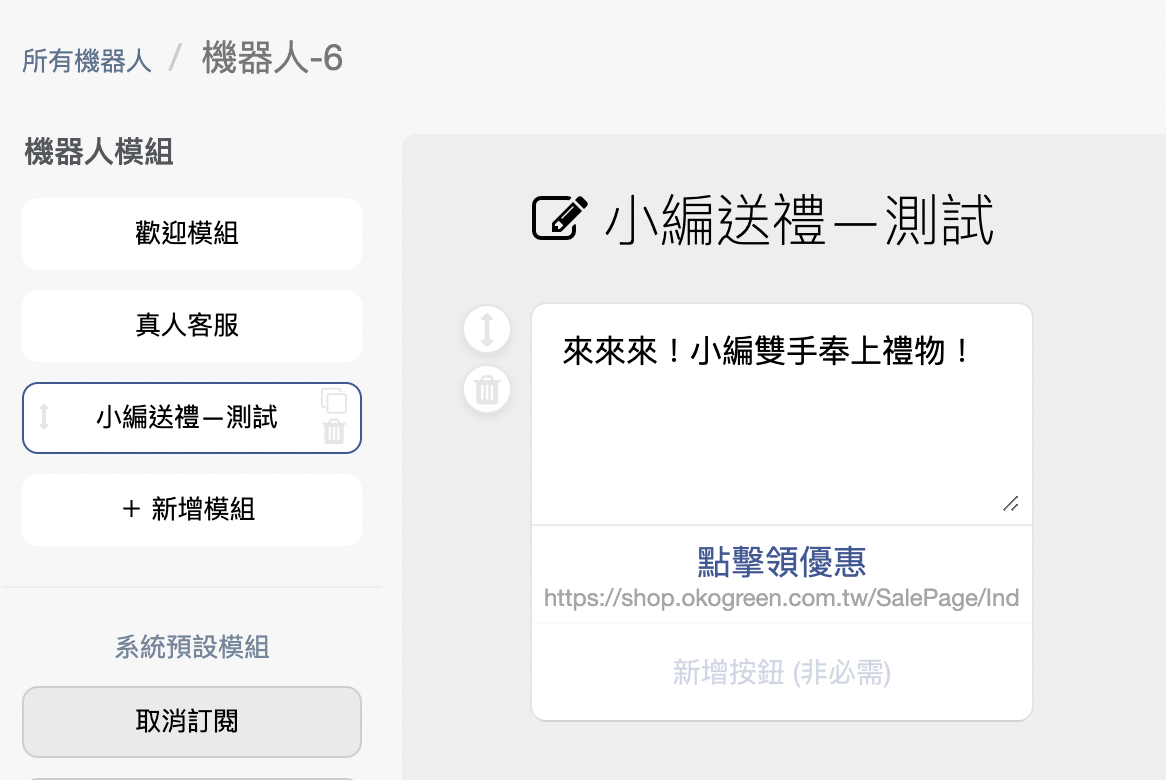 所有機器人 / 機器人-6
機器人模組
歡迎模組
真人客服
小編送禮－測試
+ 新增模組
系統預設模組
取消訂閱
小編送禮－測試
來來來！小編雙手奉上禮物！
點擊領優惠
https://shop.okogreen.com.tw/SalePage/Ind
新增按鈕 (非必需)